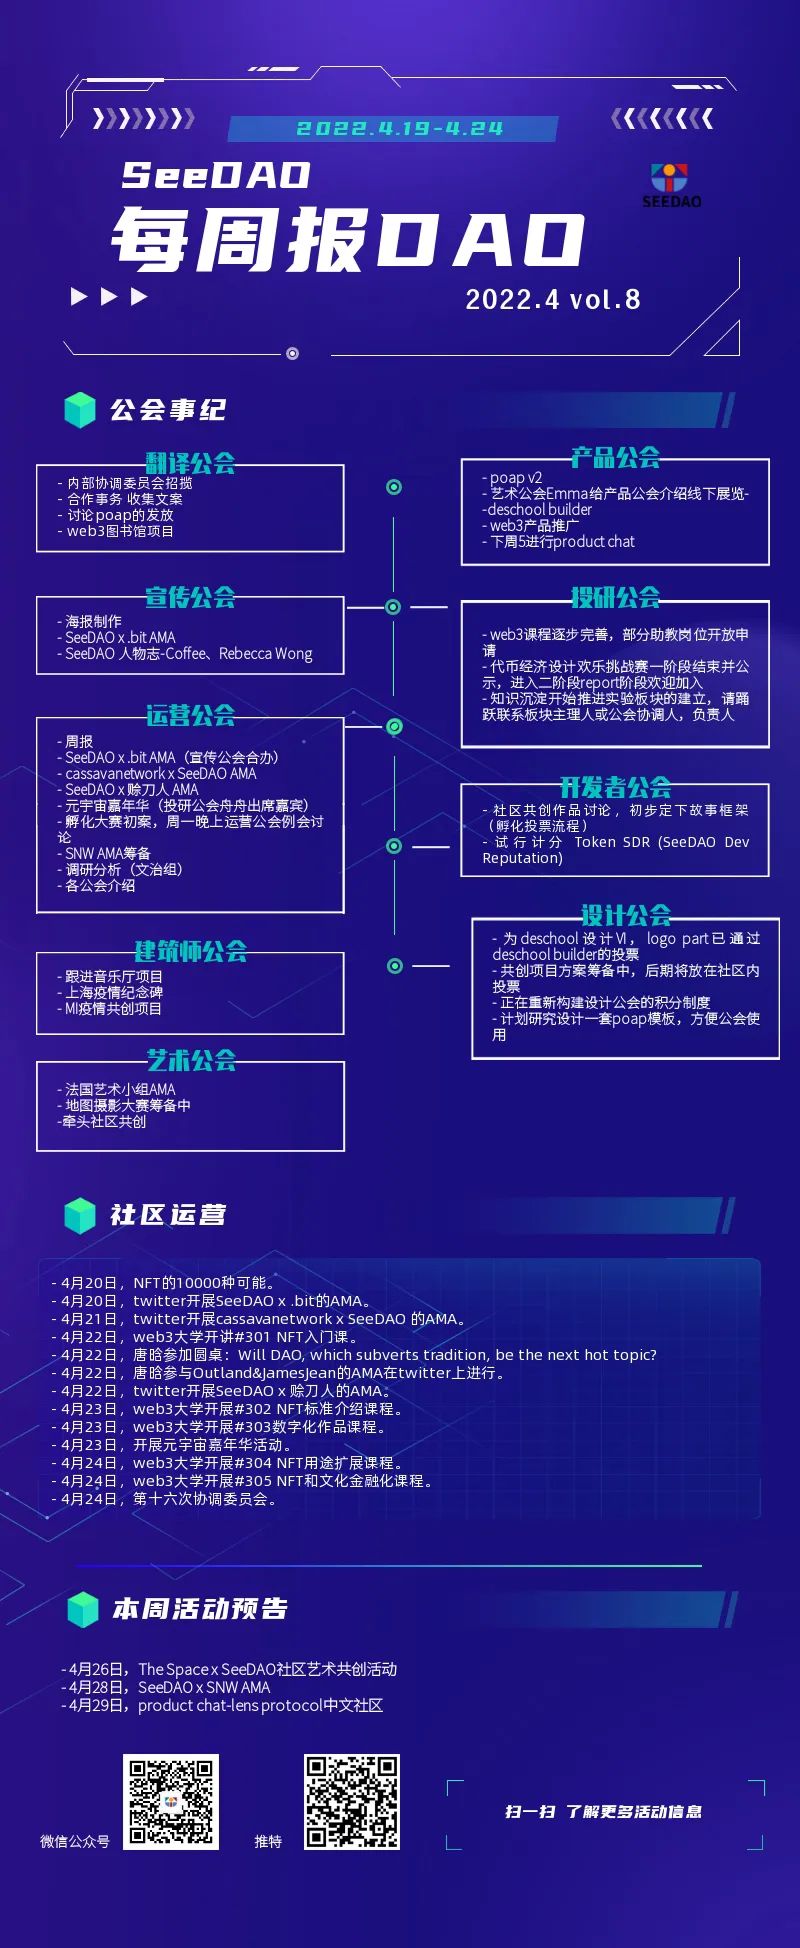 2022.4.19-4.24
SeeDAO
SEEDAO
每周报DAO
2022.4 vol.8
公会事纪
翻译公会
- 内部协调委员会招揽
- 合作事务 收集文案
- 讨论poap的发放
- web3图书馆项目
宣传公会
- 海报制作
- SeeDAO x .bit AMA
- SeeDAO 人物志-Coffee、Rebecca Wong
运营公会
- 周报
- SeeDAO x .bit AMA（宣传公会合办）
- cassavanetwork x SeeDAO AMA
- SeeDAO x 赊刀人 AMA
- 元宇宙嘉年华（投研公会舟舟出席嘉宾）
- 孵化大赛初案，周一晚上运营公会例会讨
论
- SNW AMA筹备
- 调研分析（文治组）
- 各公会介绍
建筑师公会
- 跟进音乐厅项目
- 上海疫情纪念碑
- MI疫情共创项目
艺术公会
- 法国艺术小组AMA
- 地图摄影大赛筹备中
-牵头社区共创
产品公会
- poap v2
- 艺术公会Emma给产品公会介绍线下展览-
-deschool builder
- web3产品推广
- 下周5进行product chat
投研公会
- web3课程逐步完善，部分助教岗位开放申
请
- 代币经济设计欢乐挑战赛一阶段结束并公
示，进入二阶段report阶段欢迎加入
- 知识沉淀开始推进实验板块的建立，请踊
跃联系板块主理人或公会协调人，负责人
开发者公会
- 社区共创作品讨论，初步定下故事框架
（孵化投票流程）
- 试行计分 Token SDR (SeeDAO Dev
Reputation)
设计公会
- 为deschool设计VI，logo part已通过
deschool builder的投票
- 共创项目方案筹备中，后期将放在社区内
投票
- 正在重新构建设计公会的积分制度
- 计划研究设计一套poap模板，方便公会使
用
社区运营
- 4月20日，NFT的10000种可能。
- 4月20日，twitter开展SeeDAO x .bit的AMA。
- 4月21日，twitter开展cassavanetwork x SeeDAO 的AMA。
- 4月22日，web3大学开讲#301 NFT入门课。
- 4月22日，唐晗参加圆桌：Will DAO, which subverts tradition, be the next hot topic?
- 4月22日，唐晗参与Outland&JamesJean的AMA在twitter上进行。
- 4月22日，twitter开展SeeDAO x 赊刀人的AMA。
- 4月23日，web3大学开展#302 NFT标准介绍课程。
- 4月23日，web3大学开展#303数字化作品课程。
- 4月23日，开展元宇宙嘉年华活动。
- 4月24日，web3大学开展#304 NFT用途扩展课程。
- 4月24日，web3大学开展#305 NFT和文化金融化课程。
- 4月24日，第十六次协调委员会。
本周活动预告
- 4月26日，The Space x SeeDAO社区艺术共创活动
- 4月28日，SeeDAO x SNW AMA
- 4月29日，product chat-lens protocol中文社区
微信公众号
推特
扫一扫 了解更多活动信息